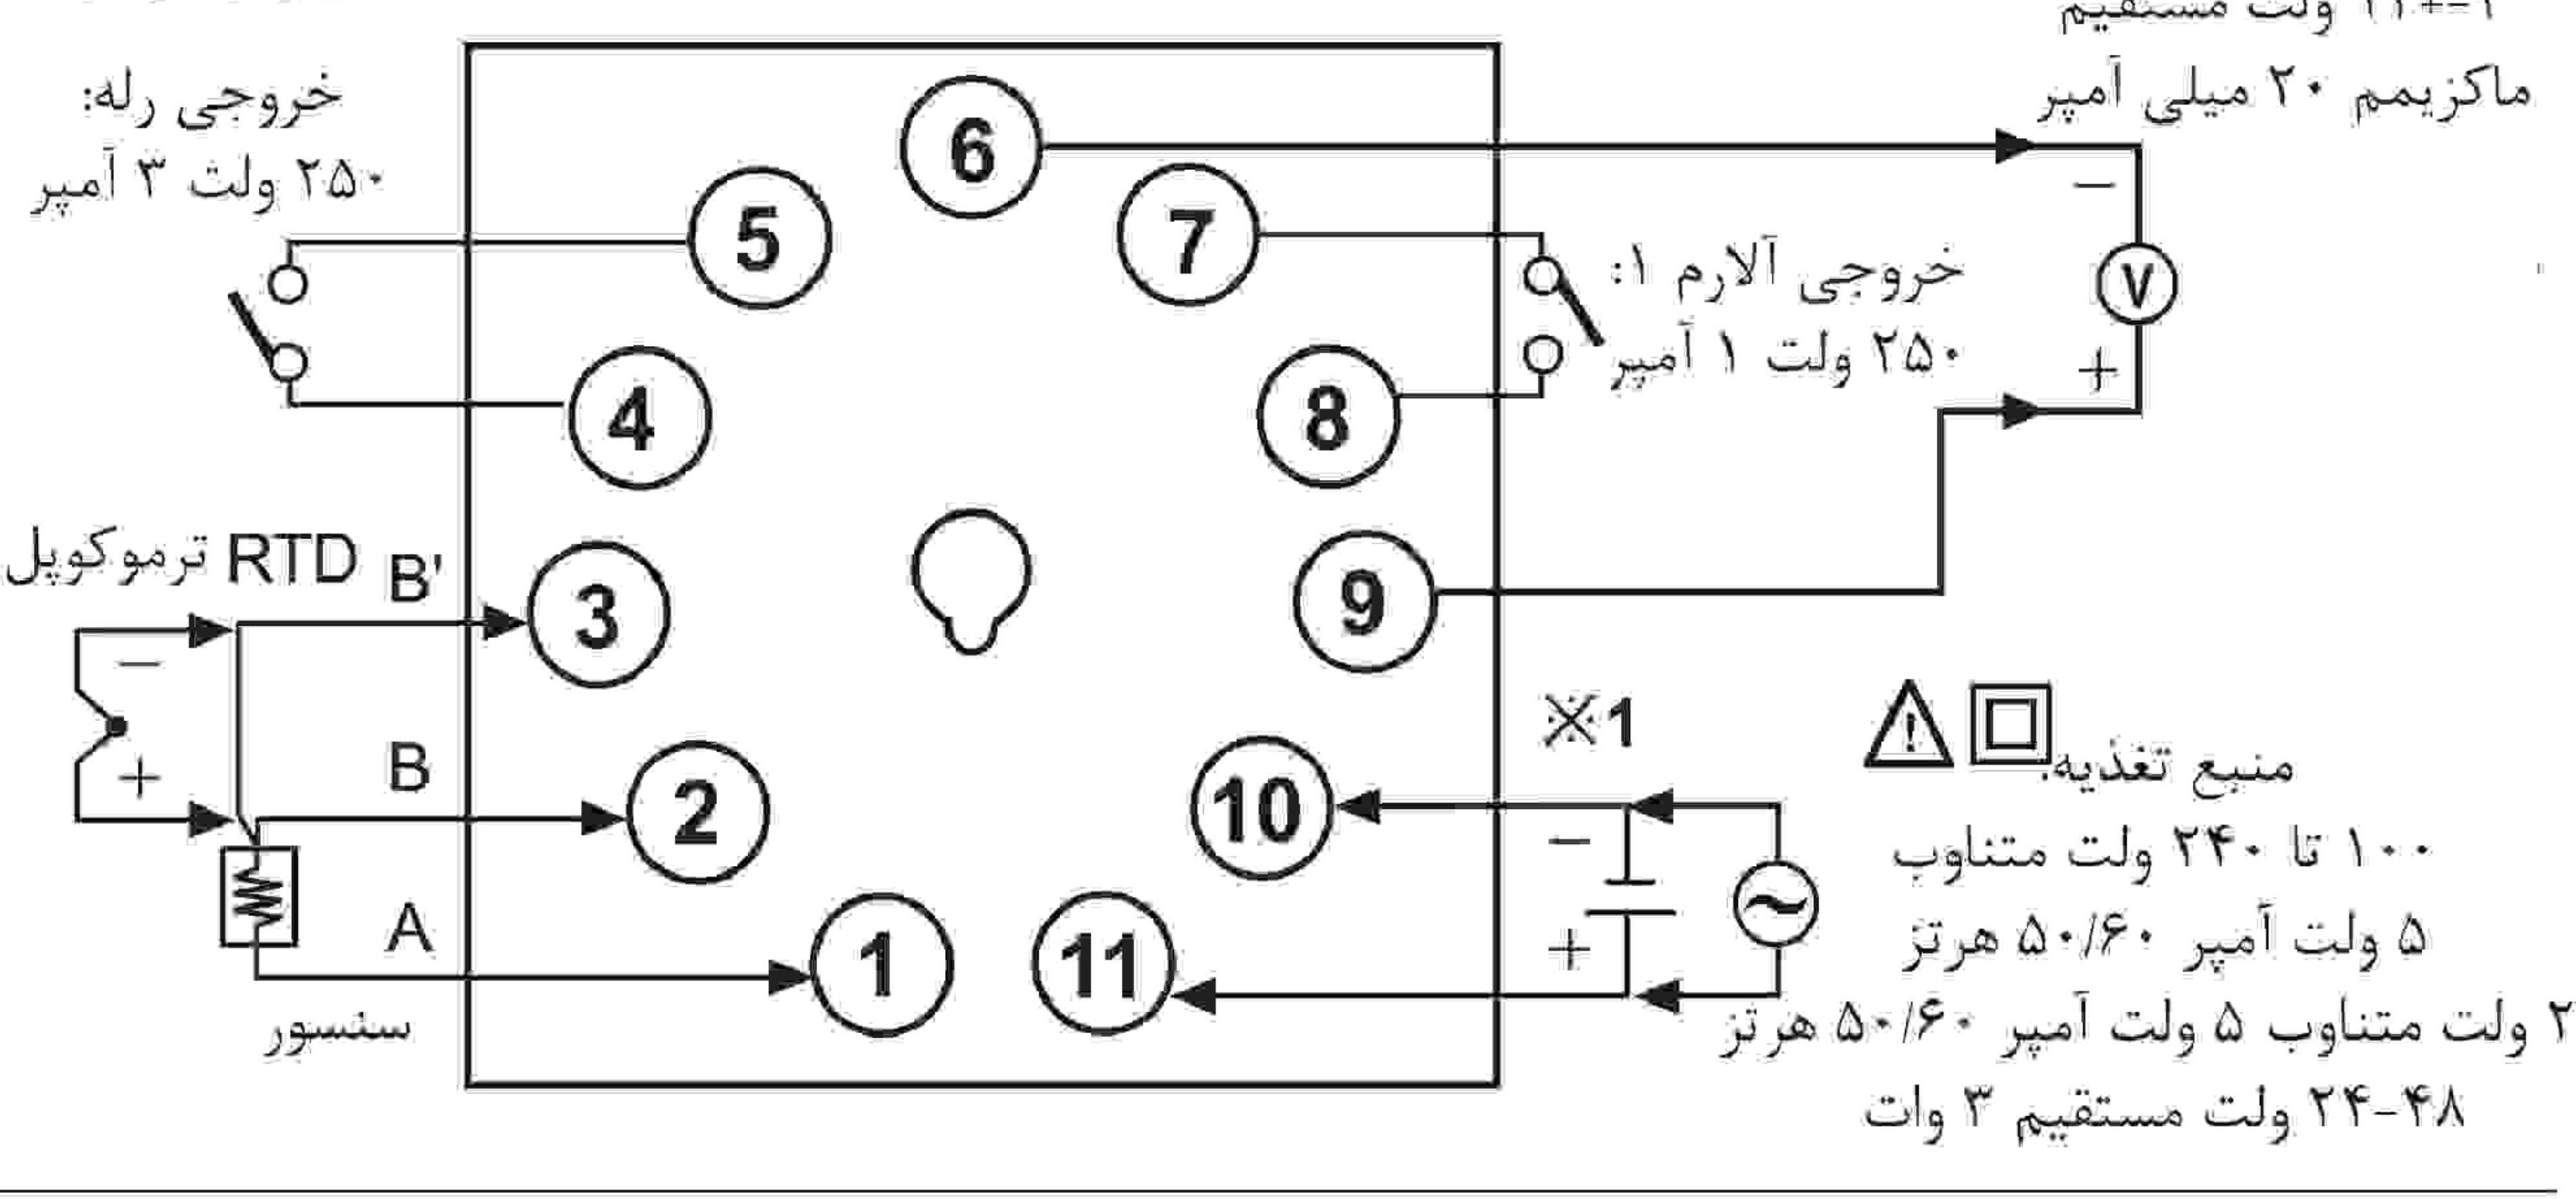 ولت مستقیم
ماکزیمم ۲۰ میلی آمپر
خروجی رله:
۲۵۰ ولت ۳ آمپر
6
5
7
−
V
+
خروجی آلارم ۱:
۲۵۰ ولت ۱ آمپر
4
8
RTD ترموکوپل
B'
3
9
−
+
B
2
10
※1
منبع تغذیه:
۱۰۰ تا ۲۴۰ ولت متناوب
۵ ولت آمپر ۵۰/۶۰ هرتز
ولت متناوب ۵ ولت آمپر ۵۰/۶۰ هرتز
۲۴-۴۸ ولت مستقیم ۳ وات
−
+
A
1
11
سنسور